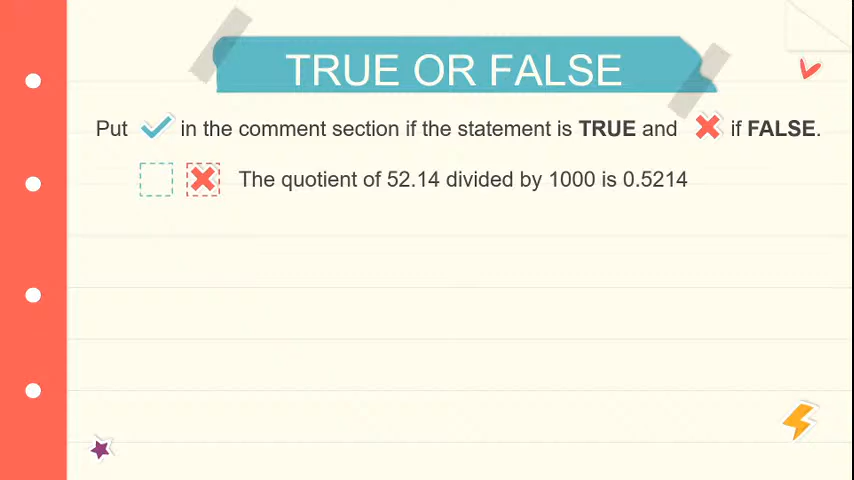 TRUE OR FALSE
Put in the comment section if the statement is TRUE and if FALSE.
The quotient of 52.14 divided by 1000 is 0.5214